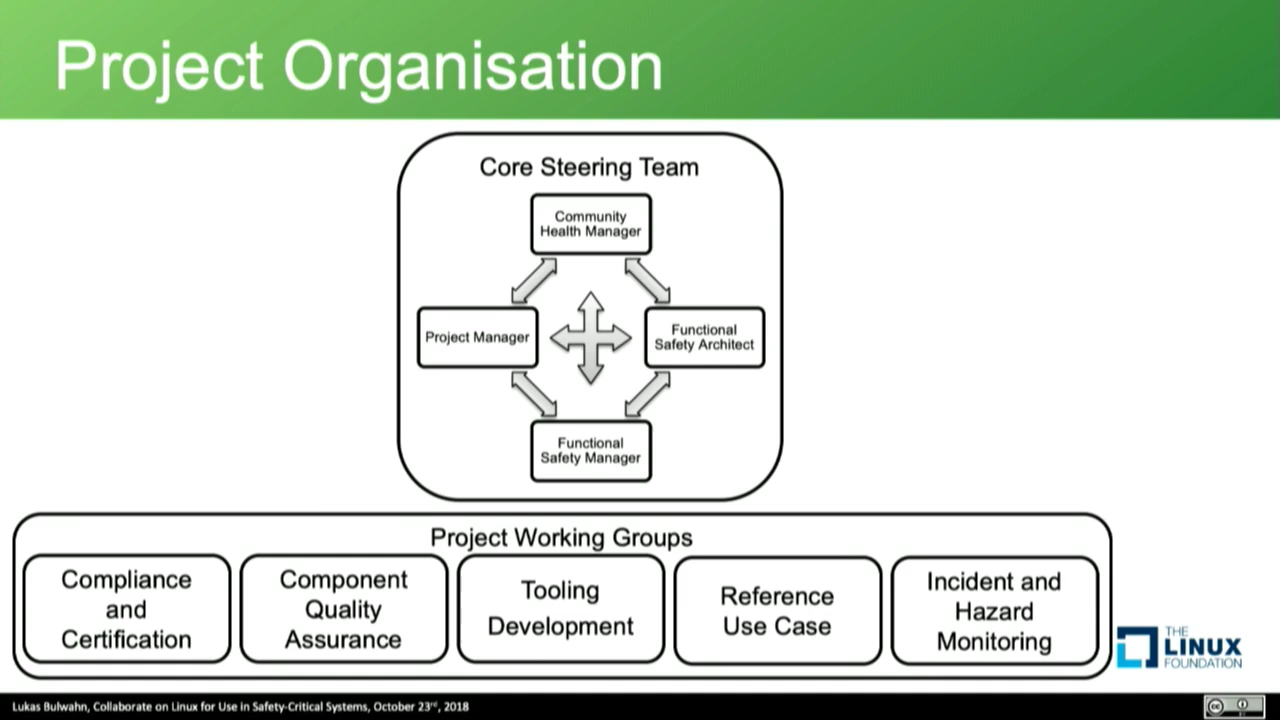 Project Organisation
Core Steering Team
Community
Health Manager
Project Manager
Functional
Safety Architect
Functional
Safety Manager
Project Working Groups
Compliance
and
Certification
Component
Quality
Assurance
Tooling
Development
Reference
Use Case
Incident and
Hazard
Monitoring
THE
LINUX
FOUNDATION
Lukas Bulwahn, Collaborate on Linux for Use in Safety-Critical Systems, October 23rd, 2018
cc